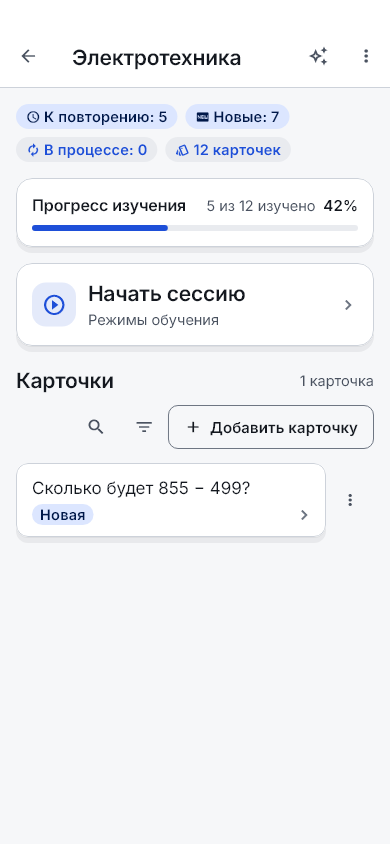 Электротехника
К повторению: 5
NEU Новые: 7
В процессе: 0
12 карточек
Прогресс изучения 5 из 12 изучено 42%
Начать сессию
Режимы обучения
Карточки 1 карточка
+ Добавить карточку
Сколько будет 855 − 499?
Новая